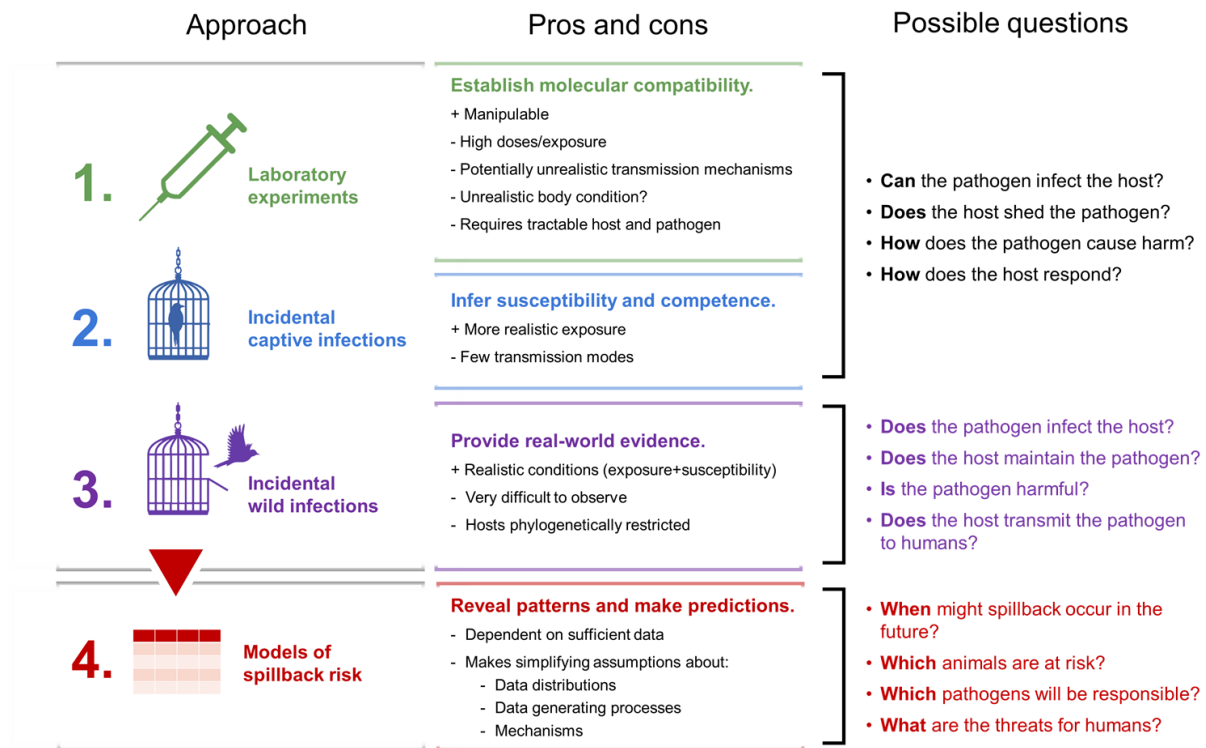 Approach
Pros and cons
Possible questions
1.
Laboratory
experiments
Establish molecular compatibility.
+ Manipulable
- High doses/exposure
- Potentially unrealistic transmission mechanisms
- Unrealistic body condition?
- Requires tractable host and pathogen
2.
Incidental
captive infections
Infer susceptibility and competence.
+ More realistic exposure
- Few transmission modes
• Can the pathogen infect the host?
• Does the host shed the pathogen?
• How does the pathogen cause harm?
• How does the host respond?
3.
Incidental
wild infections
Provide real-world evidence.
+ Realistic conditions (exposure+susceptibility)
- Very difficult to observe
- Hosts phylogenetically restricted
• Does the pathogen infect the host?
• Does the host maintain the pathogen?
• Is the pathogen harmful?
• Does the host transmit the pathogen
to humans?
4.
Models of
spillback risk
Reveal patterns and make predictions.
- Dependent on sufficient data
- Makes simplifying assumptions about:
- Data distributions
- Data generating processes
- Mechanisms
• When might spillback occur in the
future?
• Which animals are at risk?
• Which pathogens will be responsible?
• What are the threats for humans?